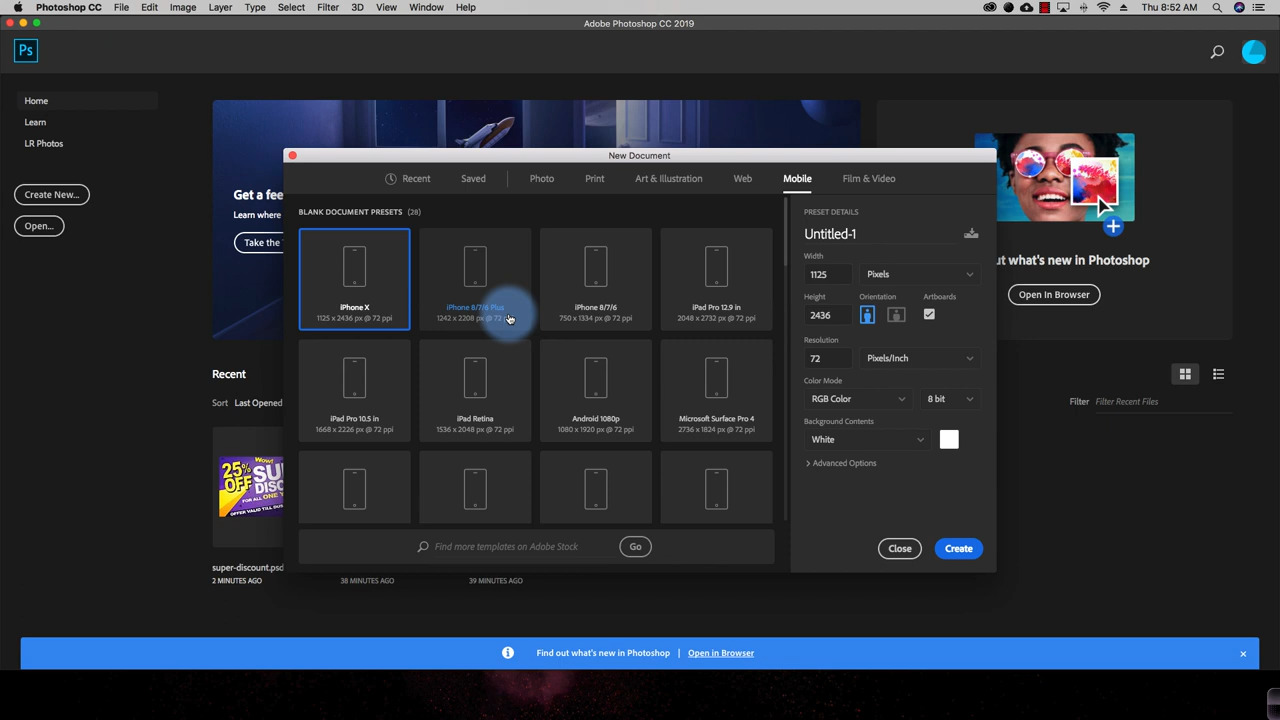 Photoshop CC File Edit Image Layer Type Select Filter 3D View Window Help Thu 8:52 AM
Adobe Photoshop CC 2019
Ps
Home
Learn
LR Photos
Create New...
Open...
Get a fee
Learn where
Take the
New Document
Recent Saved Photo Print Art & Illustration Web Mobile Film & Video
BLANK DOCUMENT PRESETS (28)
iPhone X
1125 x 2436 px @ 72 ppi
iPhone 8/7/6 Plus
1242 x 2208 px @ 72
iPhone 8/7/6
750 x 1334 px @ 72 ppi
iPad Pro 12.9 in
2048 x 2732 px @ 72 ppi
iPad Pro 10.5 in
1668 x 2226 px @ 72 ppi
iPad Retina
1536 x 2048 px @ 72 ppi
Android 1080p
1080 x 1920 px @ 72 ppi
Microsoft Surface Pro 4
2736 x 1824 px @ 72 ppi
Find more templates on Adobe Stock Go
PRESET DETAILS
Untitled-1
Width
1125 Pixels
Height Orientation Artboards
2436
Resolution
72 Pixels/Inch
Color Mode
RGB Color 8 bit
Background Contents
White
Advanced Options
Close Create
ut what's new in Photoshop
Open In Browser
Recent
Sort Last Opened
Filter Filter Recent Files
Wow!
25%
OFF
SU
DISC
FOR ALL
OFFER VALID TILL
super-discount.psd
2 MINUTES AGO 38 MINUTES AGO 39 MINUTES AGO
Find out what's new in Photoshop | Open in Browser